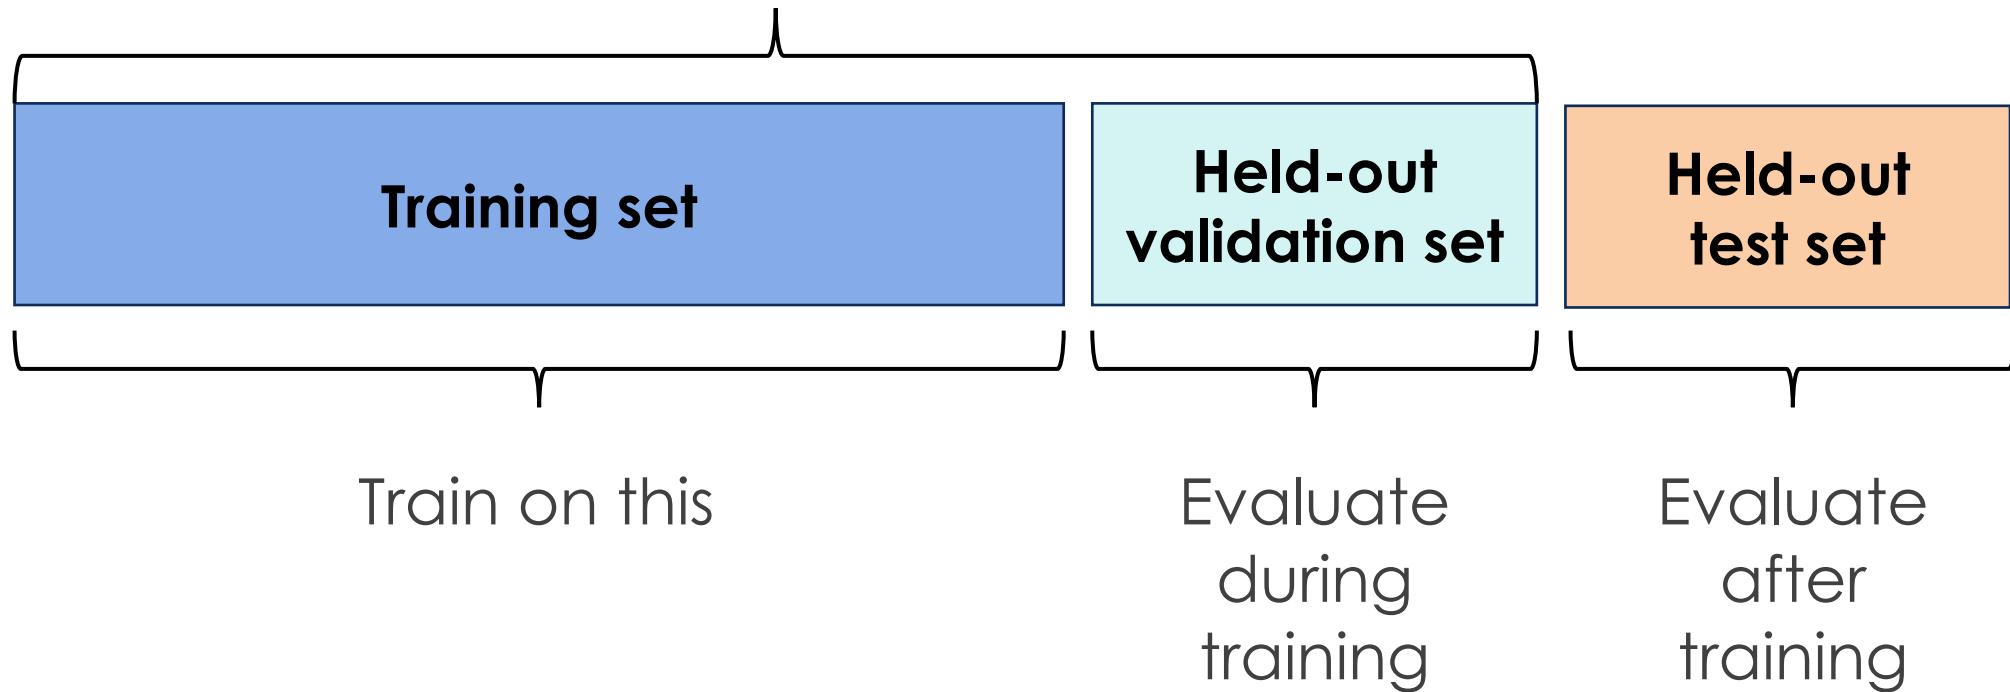 Training set
Held-out
validation set
Held-out
test set
Train on this
Evaluate
during
training
Evaluate
after
training